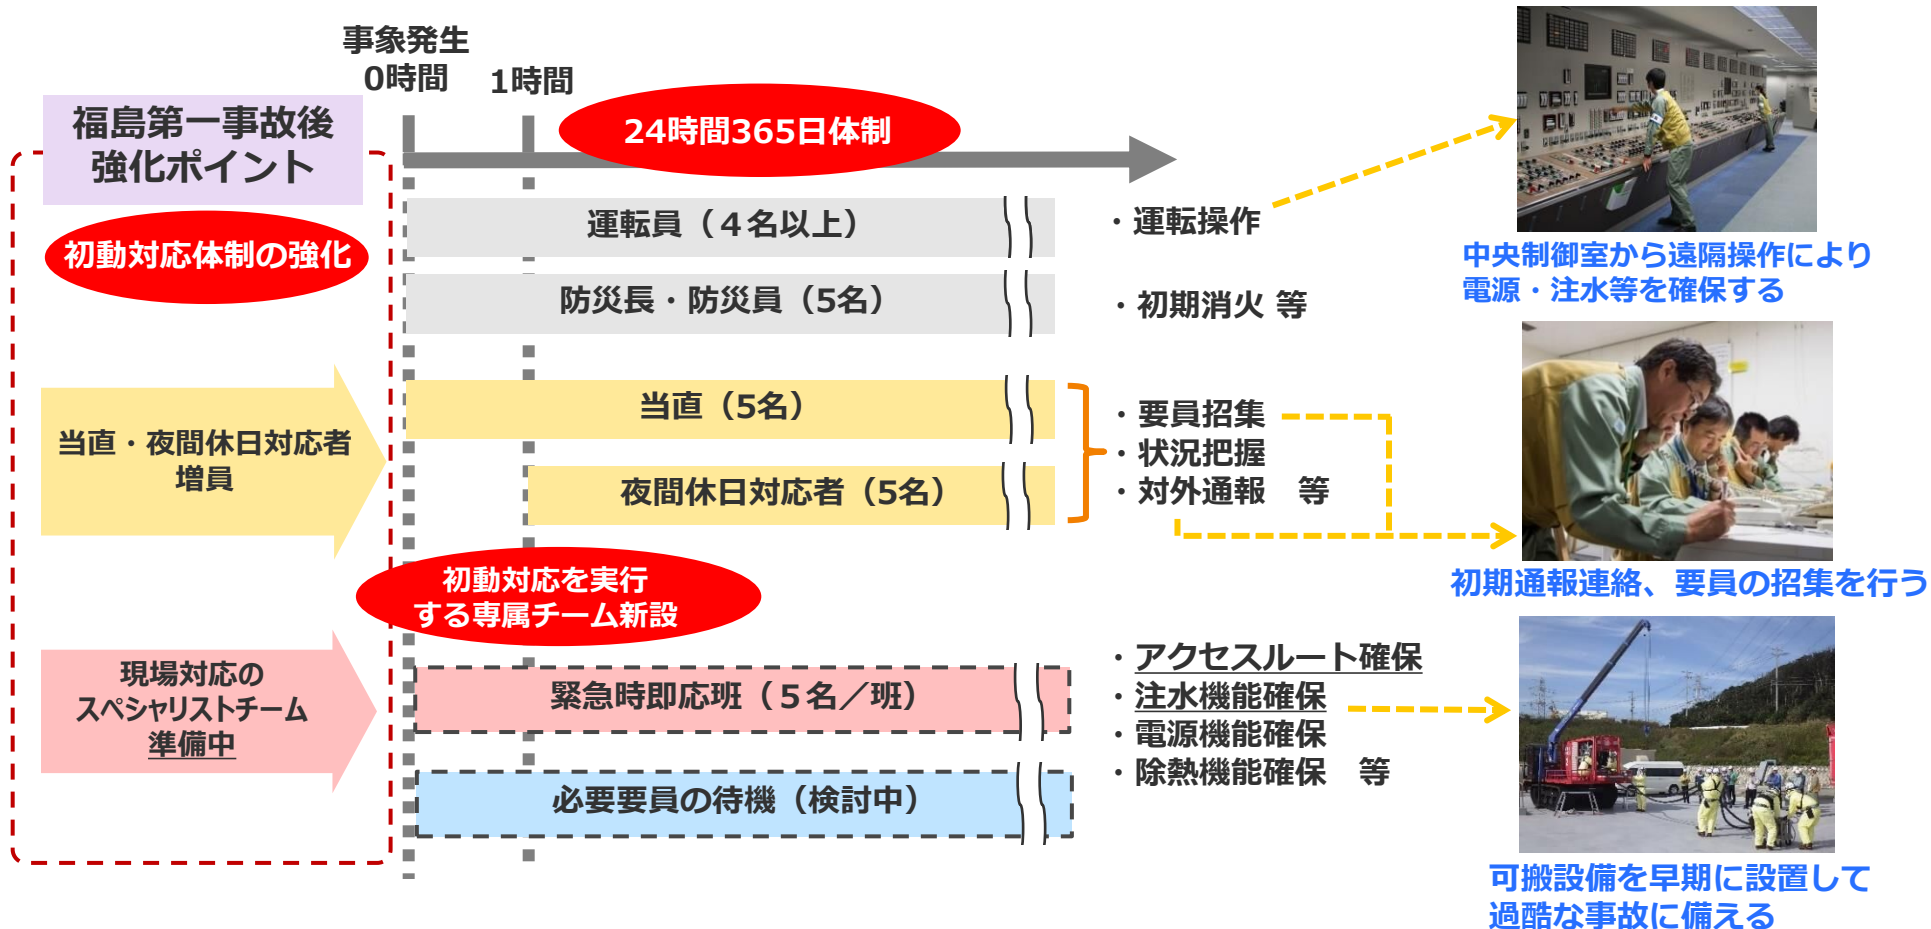 事象発生
0時間
1時間
福島第一事故後
強化ポイント
24時間365日体制
初動対応体制の強化
運転員（４名以上）
・運転操作
防災長・防災員（5名）
・初期消火 等
中央制御室から遠隔操作により
電源・注水等を確保する
当直・夜間休日対応者
増員
当直（5名）
夜間休日対応者（5名）
・要員招集
・状況把握
・対外通報　等
初期通報連絡、要員の招集を行う
初動対応を実行
する専属チーム新設
現場対応の
スペシャリストチーム
準備中
緊急時即応班（５名／班）
必要要員の待機（検討中）
・アクセスルート確保
・注水機能確保
・電源機能確保
・除熱機能確保　等
可搬設備を早期に設置して
過酷な事故に備える